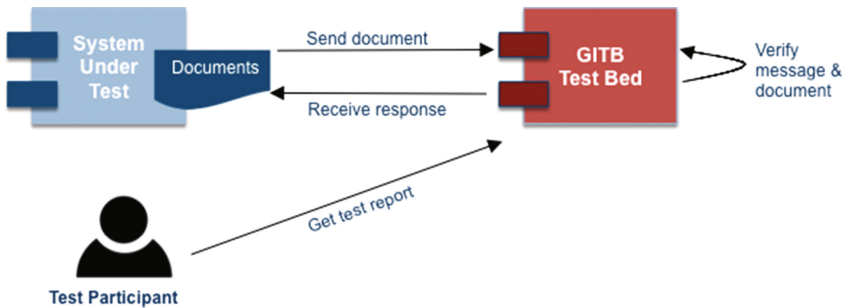 System
Under
Test
Documents
Send document
Receive response
GITB
Test Bed
Verify
message &
document
Get test report
Test Participant